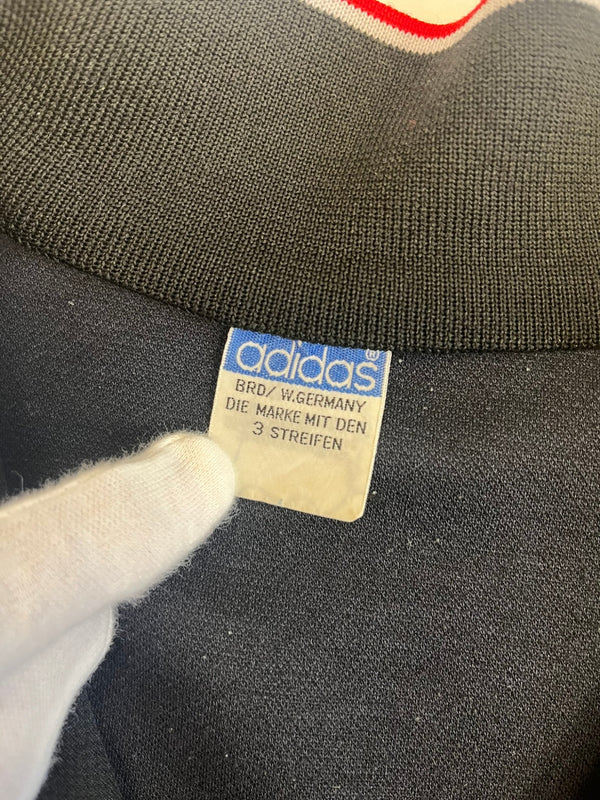 adidas®
BRD/ W.GERMANY
DIE MARKE MIT DEN
3 STREIFEN